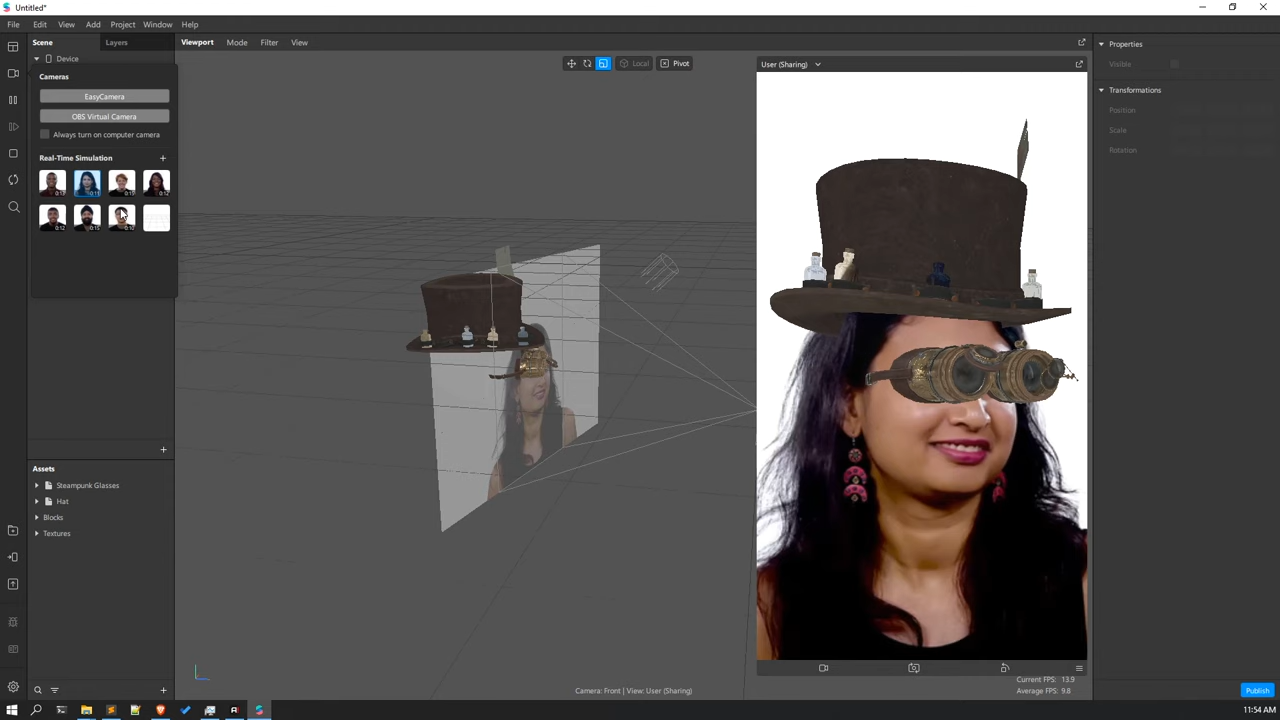 Untitled*
File Edit View Add Project Window Help
Scene Layers
Device
Cameras
EasyCamera
OBS Virtual Camera
Always turn on computer camera
Real-Time Simulation
Assets
Steampunk Glasses
Hat
Blocks
Textures
Viewport Mode Filter View
Local Pivot
User (Sharing)
Camera: Front | View: User (Sharing)
Current FPS: 13.9
Average FPS: 9.8
Properties
Visible
Transformations
Position
Scale
Rotation
Publish
11:54 AM